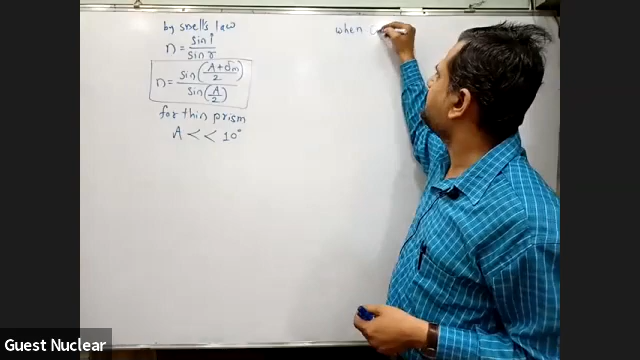 by snell's law
n = sin i / sin r
n = sin((A + δm)/2) / sin(A/2)
for thin prism
A << 10°
when
Guest Nuclear